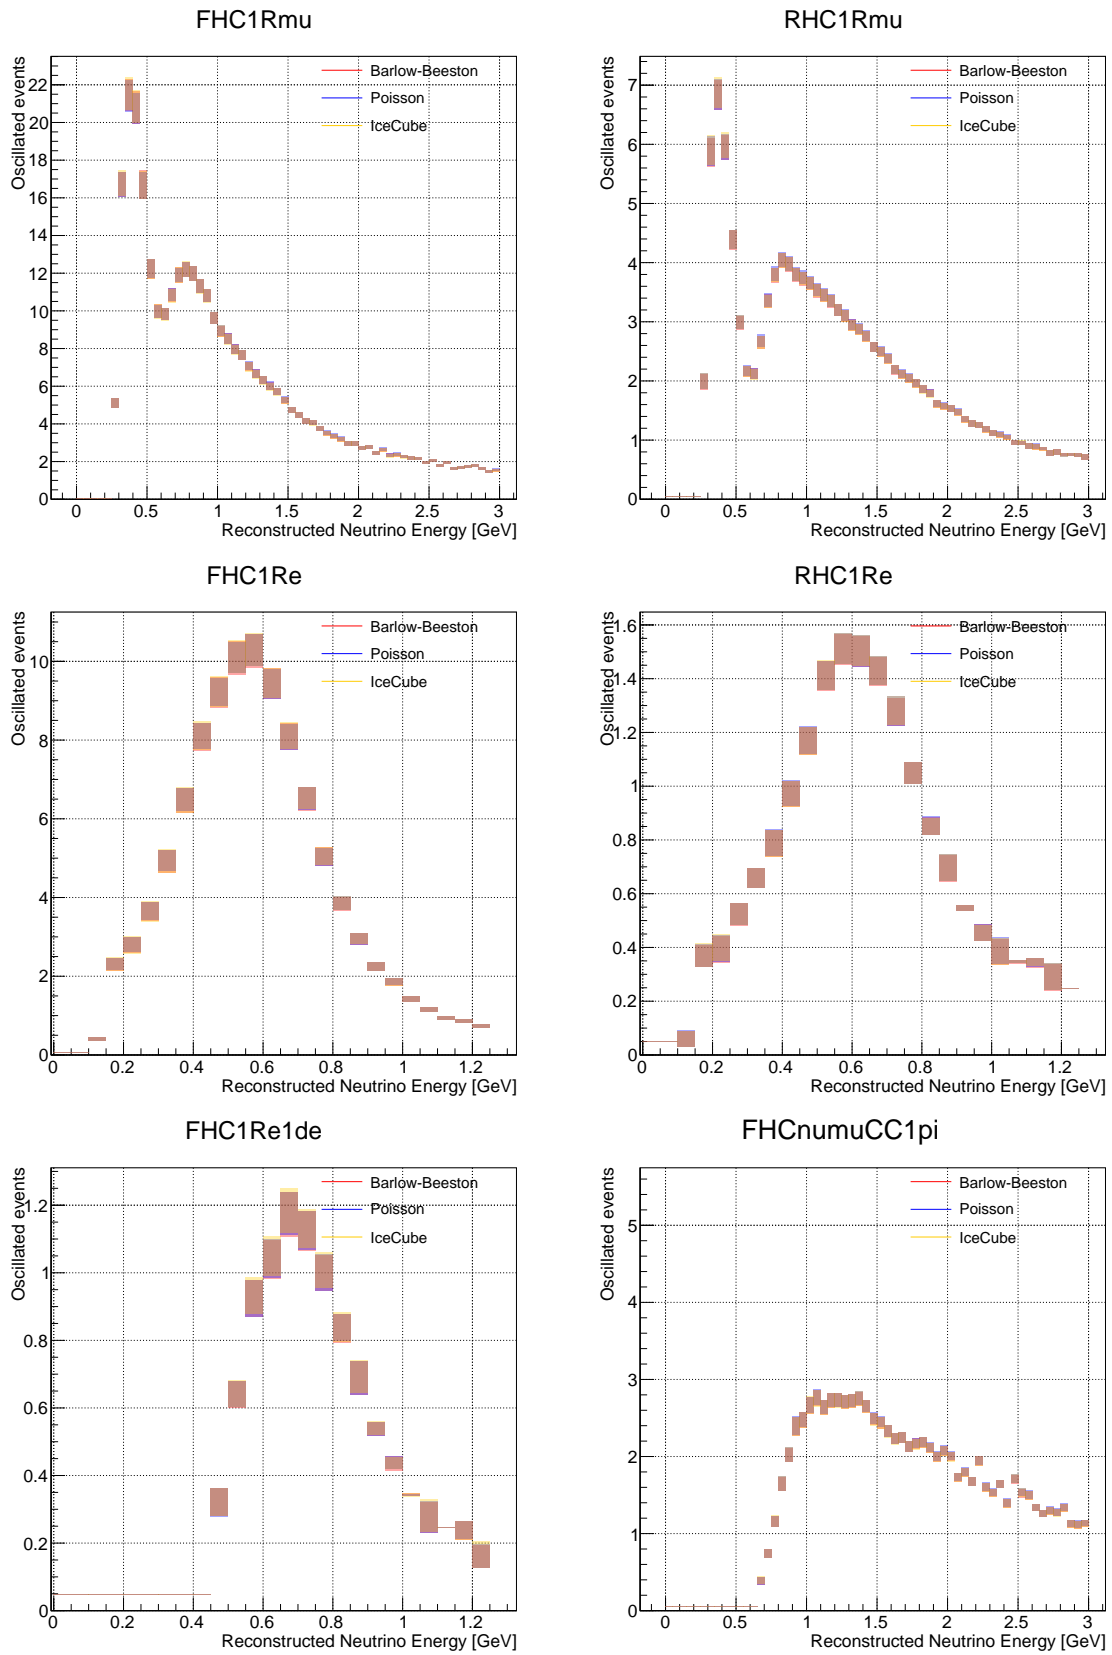 FHC1Rmu
Oscillated events
Barlow-Beeston
Poisson
IceCube
22
20
18
16
14
12
10
8
6
4
2
0
0 0.5 1 1.5 2 2.5 3
Reconstructed Neutrino Energy [GeV]
RHC1Rmu
Oscillated events
Barlow-Beeston
Poisson
IceCube
7
6
5
4
3
2
1
0
0 0.5 1 1.5 2 2.5 3
Reconstructed Neutrino Energy [GeV]
FHC1Re
Oscillated events
Barlow-Beeston
Poisson
IceCube
10
8
6
4
2
0
0 0.2 0.4 0.6 0.8 1 1.2
Reconstructed Neutrino Energy [GeV]
RHC1Re
Oscillated events
Barlow-Beeston
Poisson
IceCube
1.6
1.4
1.2
1
0.8
0.6
0.4
0.2
0
0 0.2 0.4 0.6 0.8 1 1.2
Reconstructed Neutrino Energy [GeV]
FHC1Re1de
Oscillated events
Barlow-Beeston
Poisson
IceCube
1.2
1
0.8
0.6
0.4
0.2
0
0 0.2 0.4 0.6 0.8 1 1.2
Reconstructed Neutrino Energy [GeV]
FHCnumuCC1pi
Oscillated events
Barlow-Beeston
Poisson
IceCube
5
4
3
2
1
0
0 0.5 1 1.5 2 2.5 3
Reconstructed Neutrino Energy [GeV]